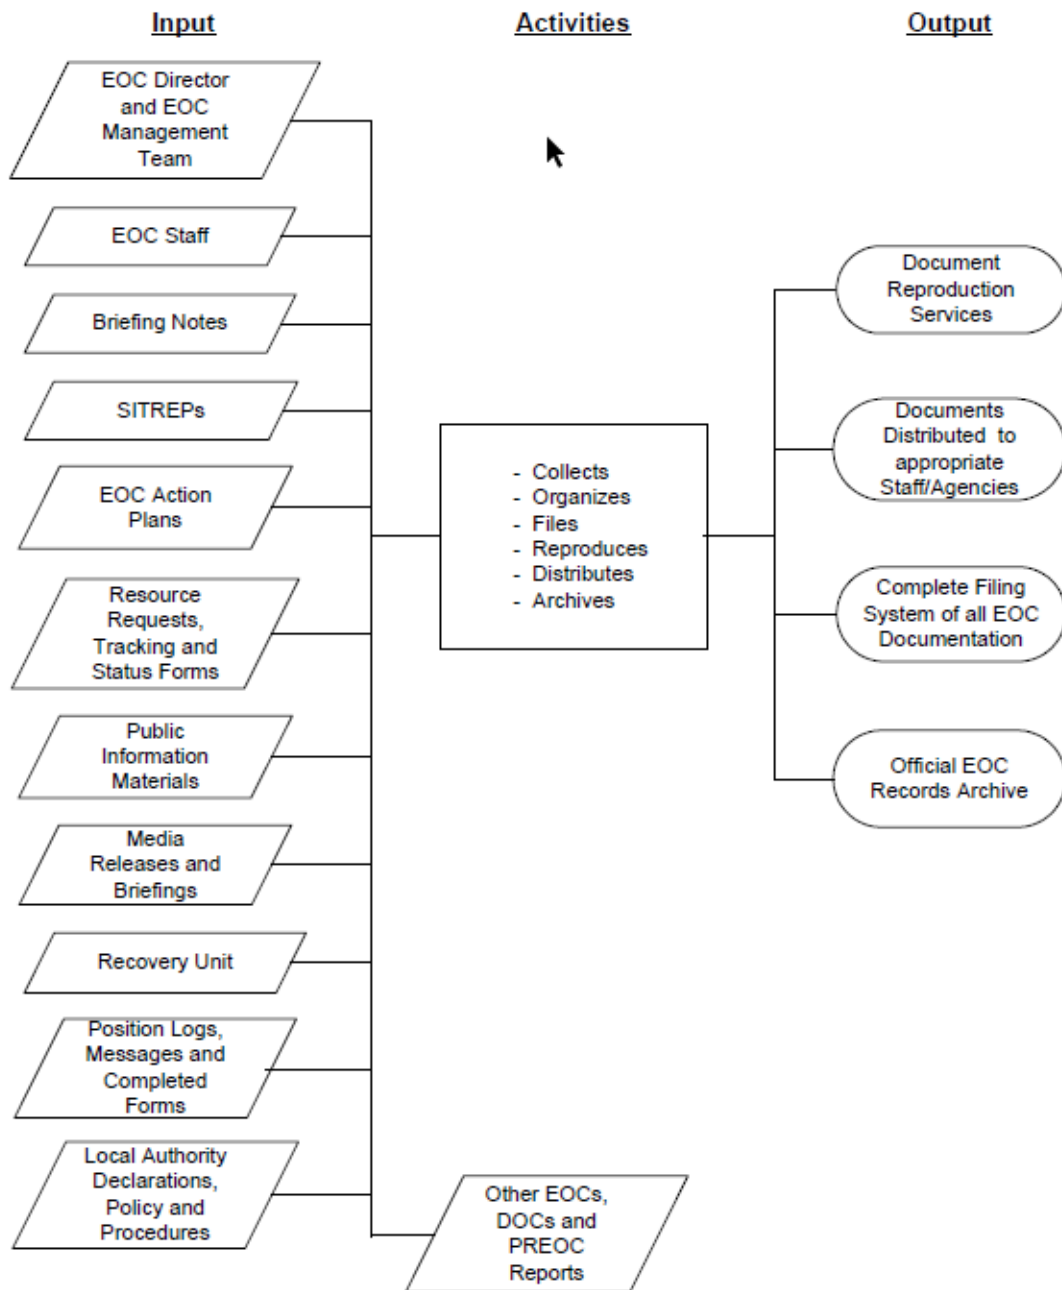 Input
Activities
Output
EOC Director
and EOC
Management
Team
EOC Staff
Briefing Notes
SITREPs
EOC Action
Plans
Resource
Requests,
Tracking and
Status Forms
Public
Information
Materials
Media
Releases and
Briefings
Recovery Unit
Position Logs,
Messages and
Completed
Forms
Local Authority
Declarations,
Policy and
Procedures
Other EOCs,
DOCs and
PREOC
Reports
- Collects
- Organizes
- Files
- Reproduces
- Distributes
- Archives
Document
Reproduction
Services
Documents
Distributed to
appropriate
Staff/Agencies
Complete Filing
System of all EOC
Documentation
Official EOC
Records Archive